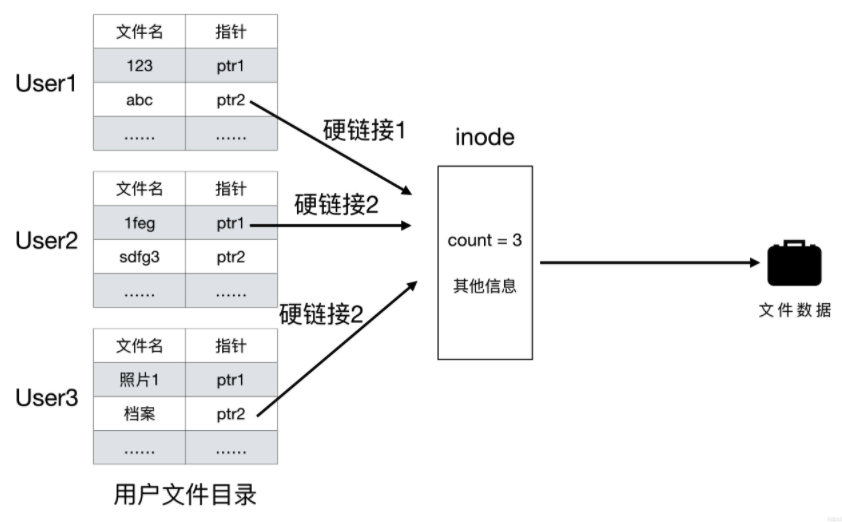 文件名 指针
User1
123 ptr1
abc ptr2
…… ……
硬链接1
inode
文件名 指针
User2
1feg ptr1
sdfg3 ptr2
…… ……
硬链接2
count = 3
其他信息
文件数据
硬链接2
文件名 指针
User3
照片1 ptr1
档案 ptr2
…… ……
用户文件目录